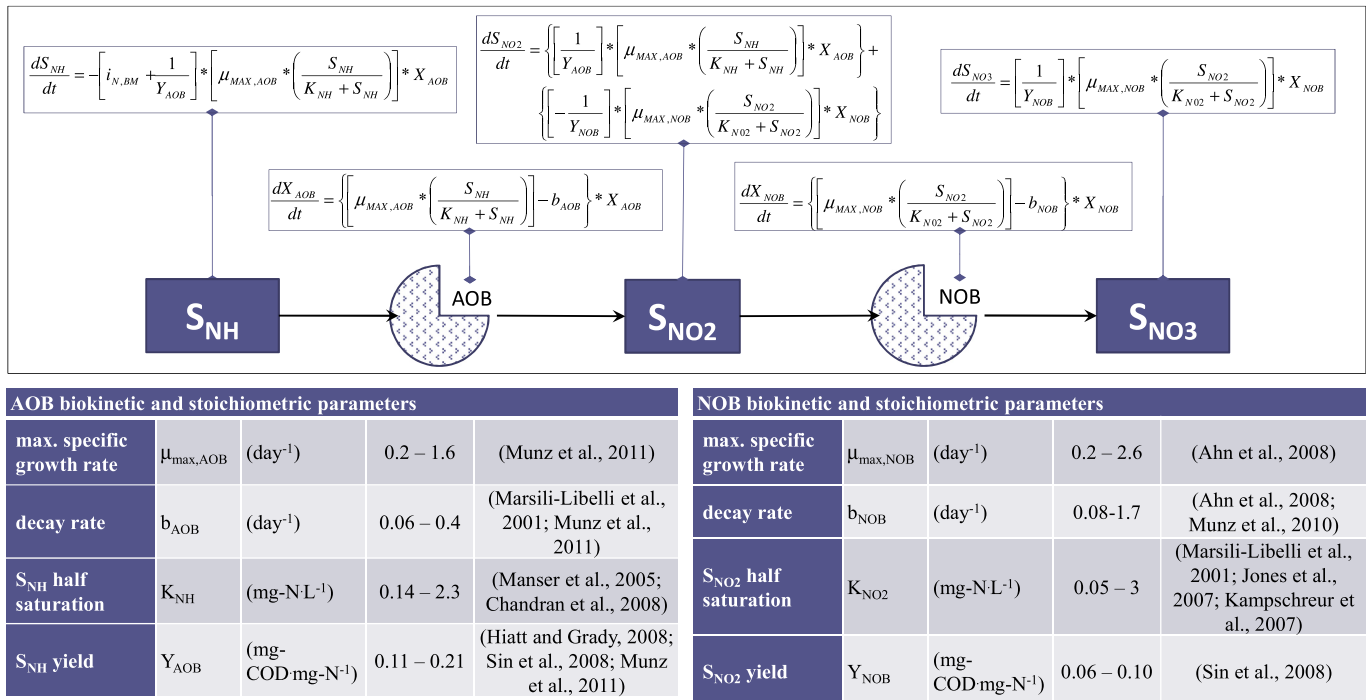 dS_NH/dt = −[i_N,BM + 1/Y_AOB] * [μ_MAX,AOB * (S_NH/(K_NH + S_NH))] * X_AOB
dS_NO2/dt = {[1/Y_AOB] * [μ_MAX,AOB * (S_NH/(K_NH + S_NH))] * X_AOB} +
{[−1/Y_NOB] * [μ_MAX,NOB * (S_NO2/(K_N02 + S_NO2))] * X_NOB}
dS_NO3/dt = [1/Y_NOB] * [μ_MAX,NOB * (S_NO2/(K_N02 + S_NO2))] * X_NOB
dX_AOB/dt = {[μ_MAX,AOB * (S_NH/(K_NH + S_NH))] − b_AOB} * X_AOB
dX_NOB/dt = {[μ_MAX,NOB * (S_NO2/(K_N02 + S_NO2))] − b_NOB} * X_NOB
S_NH
AOB
S_NO2
NOB
S_NO3
AOB biokinetic and stoichiometric parameters
max. specific
growth rate
μ_max,AOB
(day⁻¹)
0.2 – 1.6
(Munz et al., 2011)
decay rate
b_AOB
(day⁻¹)
0.06 – 0.4
(Marsili-Libelli et al.,
2001; Munz et al.,
2011)
S_NH half
saturation
K_NH
(mg-N·L⁻¹)
0.14 – 2.3
(Manser et al., 2005;
Chandran et al., 2008)
S_NH yield
Y_AOB
(mg-
COD·mg-N⁻¹)
0.11 – 0.21
(Hiatt and Grady, 2008;
Sin et al., 2008; Munz
et al., 2011)
NOB biokinetic and stoichiometric parameters
max. specific
growth rate
μ_max,NOB
(day⁻¹)
0.2 – 2.6
(Ahn et al., 2008)
decay rate
b_NOB
(day⁻¹)
0.08-1.7
(Ahn et al., 2008;
Munz et al., 2010)
S_NO2 half
saturation
K_NO2
(mg-N·L⁻¹)
0.05 – 3
(Marsili-Libelli et al.,
2001; Jones et al.,
2007; Kampschreur et
al., 2007)
S_NO2 yield
Y_NOB
(mg-
COD·mg-N⁻¹)
0.06 – 0.10
(Sin et al., 2008)